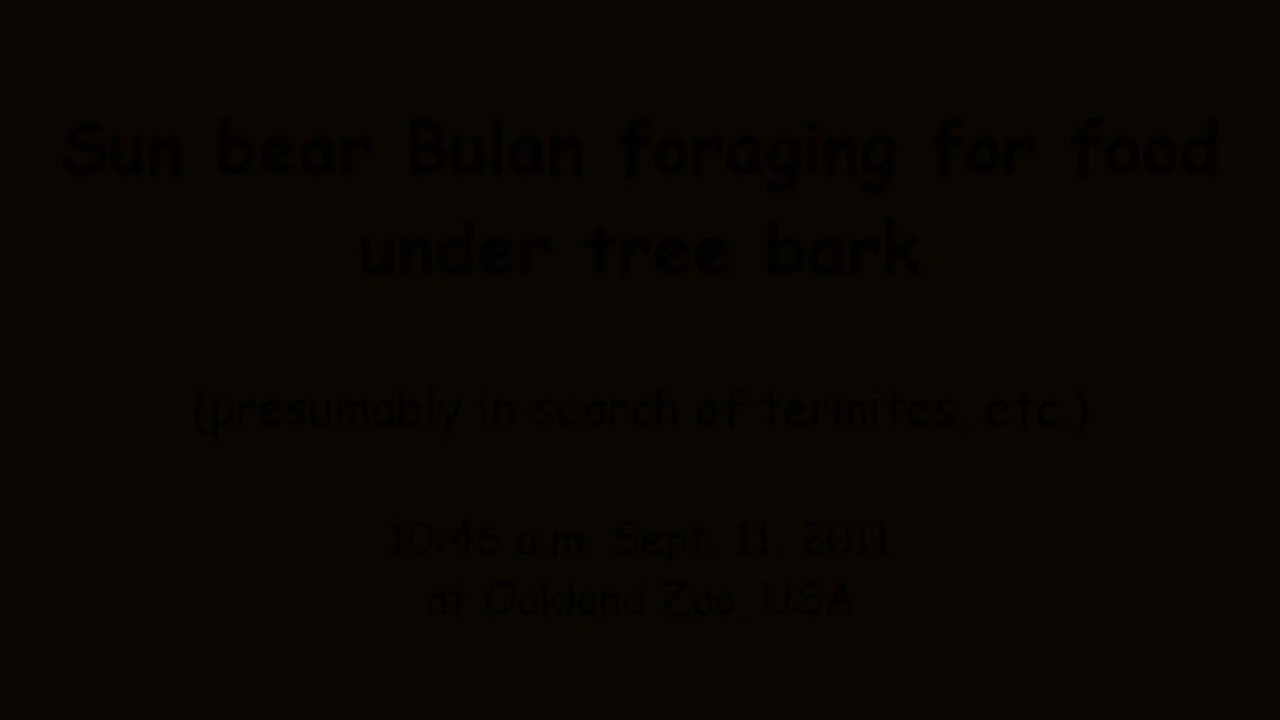 Sun bear Bulan foraging for food
under tree bark
(presumably in search of termites, etc.)
10:46 a.m. Sept. 11, 2011
at Oakland Zoo, USA